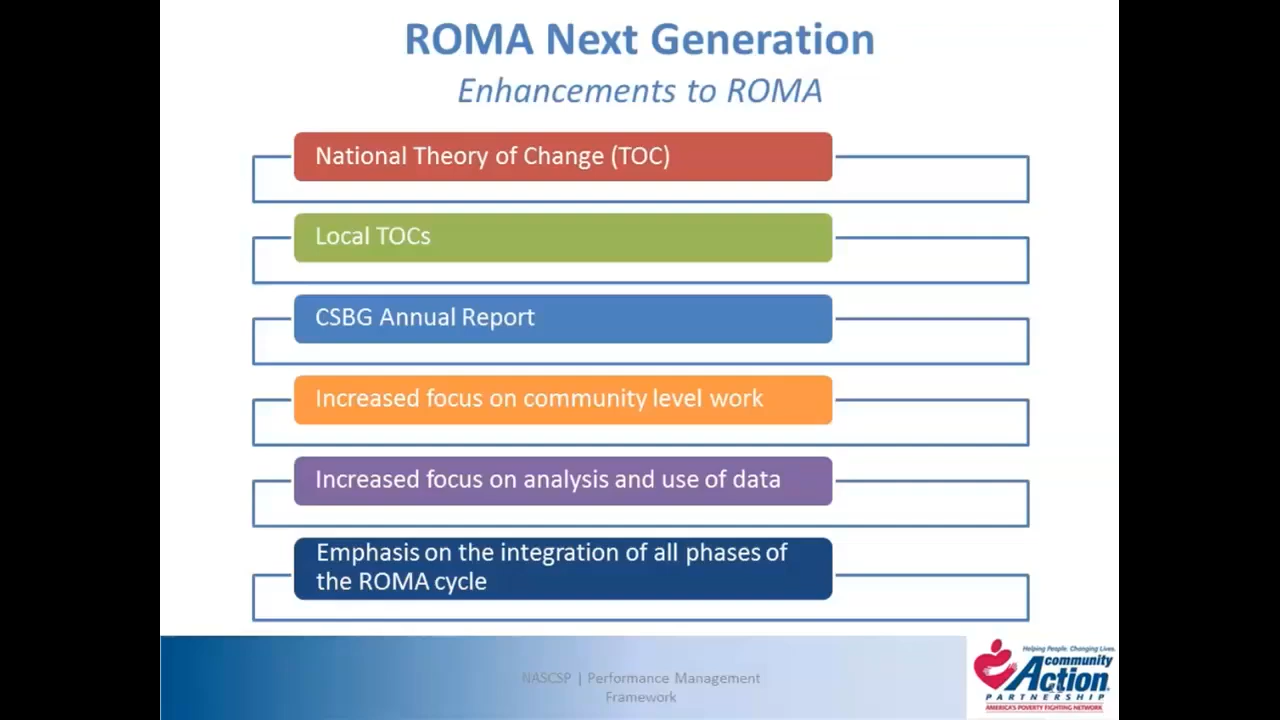 ROMA Next Generation
Enhancements to ROMA
National Theory of Change (TOC)
Local TOCs
CSBG Annual Report
Increased focus on community level work
Increased focus on analysis and use of data
Emphasis on the integration of all phases of
the ROMA cycle
NASCSP | Performance Management
Framework
Helping People. Changing Lives.
community
Action
PARTNERSHIP
AMERICA'S POVERTY FIGHTING NETWORK